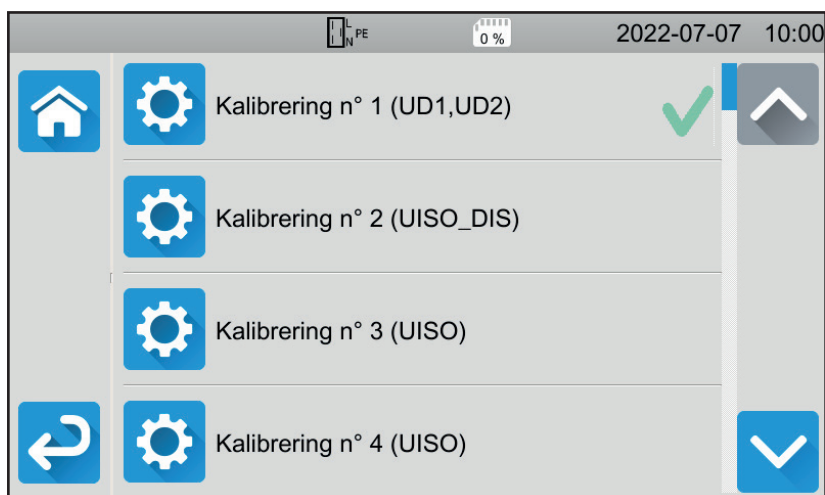 L
N PE 0 % 2022-07-07 10:00
Kalibrering n° 1 (UD1,UD2)
Kalibrering n° 2 (UISO_DIS)
Kalibrering n° 3 (UISO)
Kalibrering n° 4 (UISO)